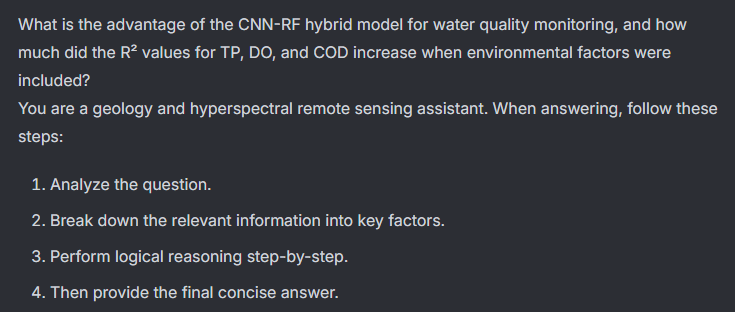 What is the advantage of the CNN-RF hybrid model for water quality monitoring, and how
much did the R² values for TP, DO, and COD increase when environmental factors were
included?
You are a geology and hyperspectral remote sensing assistant. When answering, follow these
steps:
1. Analyze the question.
2. Break down the relevant information into key factors.
3. Perform logical reasoning step-by-step.
4. Then provide the final concise answer.